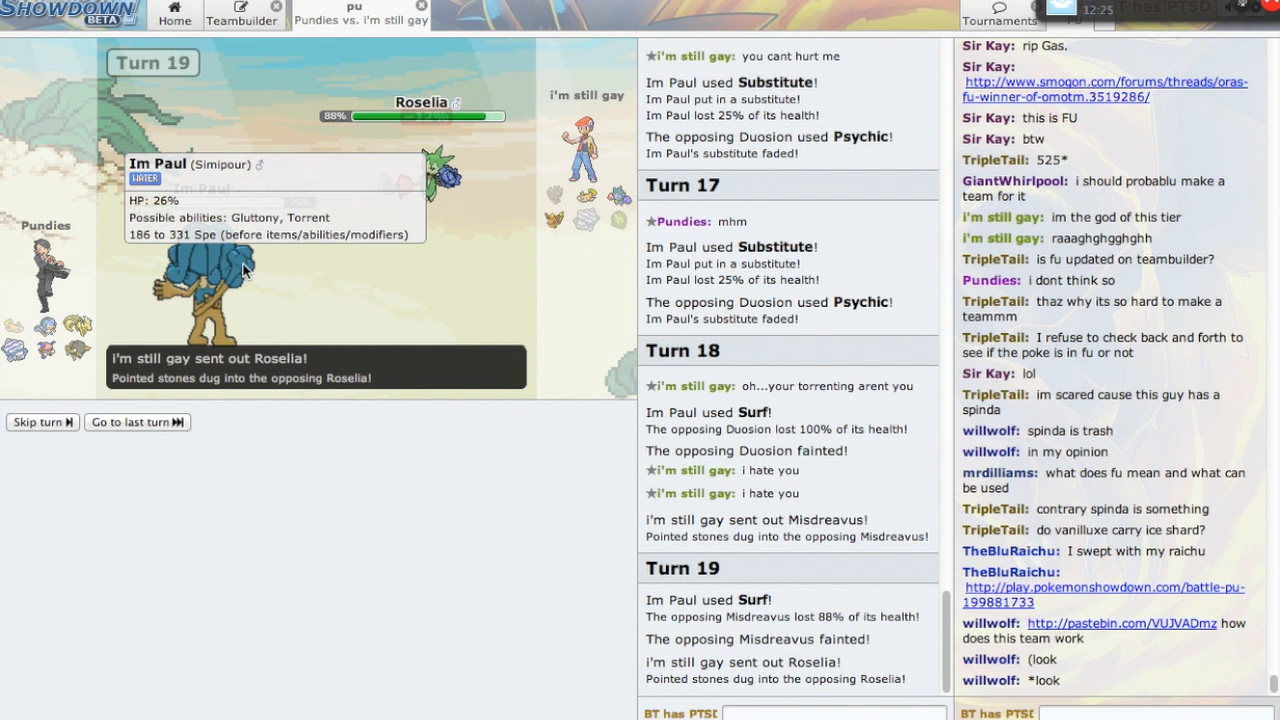 SHOWDOWN
BETA
Home
Teambuilder
pu
Pundies vs. i'm still gay
Tournaments
12:25
BT has PTSD
Turn 19
Roselia ♂
88%
i'm still gay
Im Paul (Simipour) ♂
WATER
HP: 26%
Possible abilities: Gluttony, Torrent
186 to 331 Spe (before items/abilities/modifiers)
Pundies
i'm still gay sent out Roselia!
Pointed stones dug into the opposing Roselia!
Skip turn
Go to last turn
★i'm still gay: you cant hurt me
Im Paul used Substitute!
Im Paul put in a substitute!
Im Paul lost 25% of its health!
The opposing Duosion used Psychic!
Im Paul's substitute faded!
Turn 17
★Pundies: mhm
Im Paul used Substitute!
Im Paul put in a substitute!
Im Paul lost 25% of its health!
The opposing Duosion used Psychic!
Im Paul's substitute faded!
Turn 18
★i'm still gay: oh...your torrenting arent you
Im Paul used Surf!
The opposing Duosion lost 100% of its health!
The opposing Duosion fainted!
★i'm still gay: i hate you
★i'm still gay: i hate you
i'm still gay sent out Misdreavus!
Pointed stones dug into the opposing Misdreavus!
Turn 19
Im Paul used Surf!
The opposing Misdreavus lost 88% of its health!
The opposing Misdreavus fainted!
i'm still gay sent out Roselia!
Pointed stones dug into the opposing Roselia!
BT has PTSD
Sir Kay: rip Gas.
Sir Kay:
http://www.smogon.com/forums/threads/oras-
fu-winner-of-omotm.3519286/
Sir Kay: this is FU
Sir Kay: btw
TripleTail: 525*
GiantWhirlpool: i should probablu make a
team for it
i'm still gay: im the god of this tier
i'm still gay: raaaghghgghghh
TripleTail: is fu updated on teambuilder?
Pundies: i dont think so
TripleTail: thaz why its so hard to make a
teammm
TripleTail: I refuse to check back and forth to
see if the poke is in fu or not
Sir Kay: lol
TripleTail: im scared cause this guy has a
spinda
willwolf: spinda is trash
willwolf: in my opinion
mrdilliams: what does fu mean and what can
be used
TripleTail: contrary spinda is something
TripleTail: do vanilluxe carry ice shard?
TheBluRaichu: I swept with my raichu
TheBluRaichu:
http://play.pokemonshowdown.com/battle-pu-
199881733
willwolf: http://pastebin.com/VUJVADmz how
does this team work
willwolf: (look
willwolf: *look
BT has PTSD